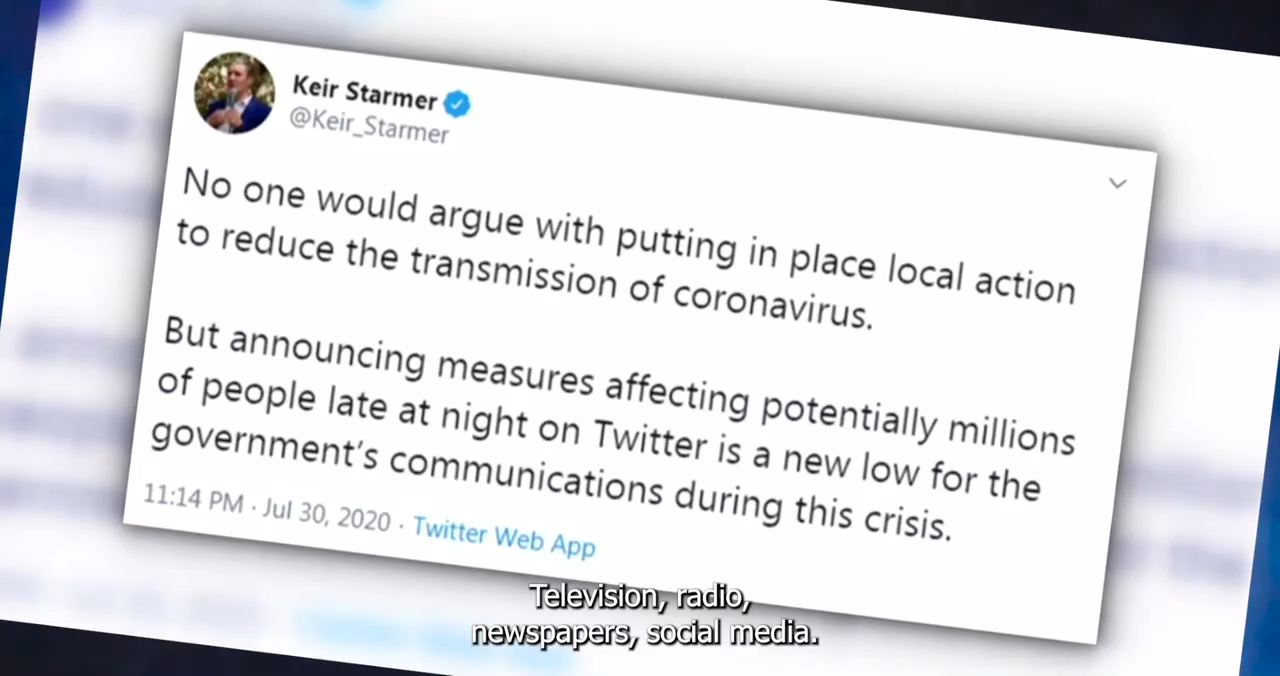 Keir Starmer
@Keir_Starmer
No one would argue with putting in place local action
to reduce the transmission of coronavirus.
But announcing measures affecting potentially millions
of people late at night on Twitter is a new low for the
government's communications during this crisis.
11:14 PM · Jul 30, 2020 · Twitter Web App
Television, radio,
newspapers, social media.